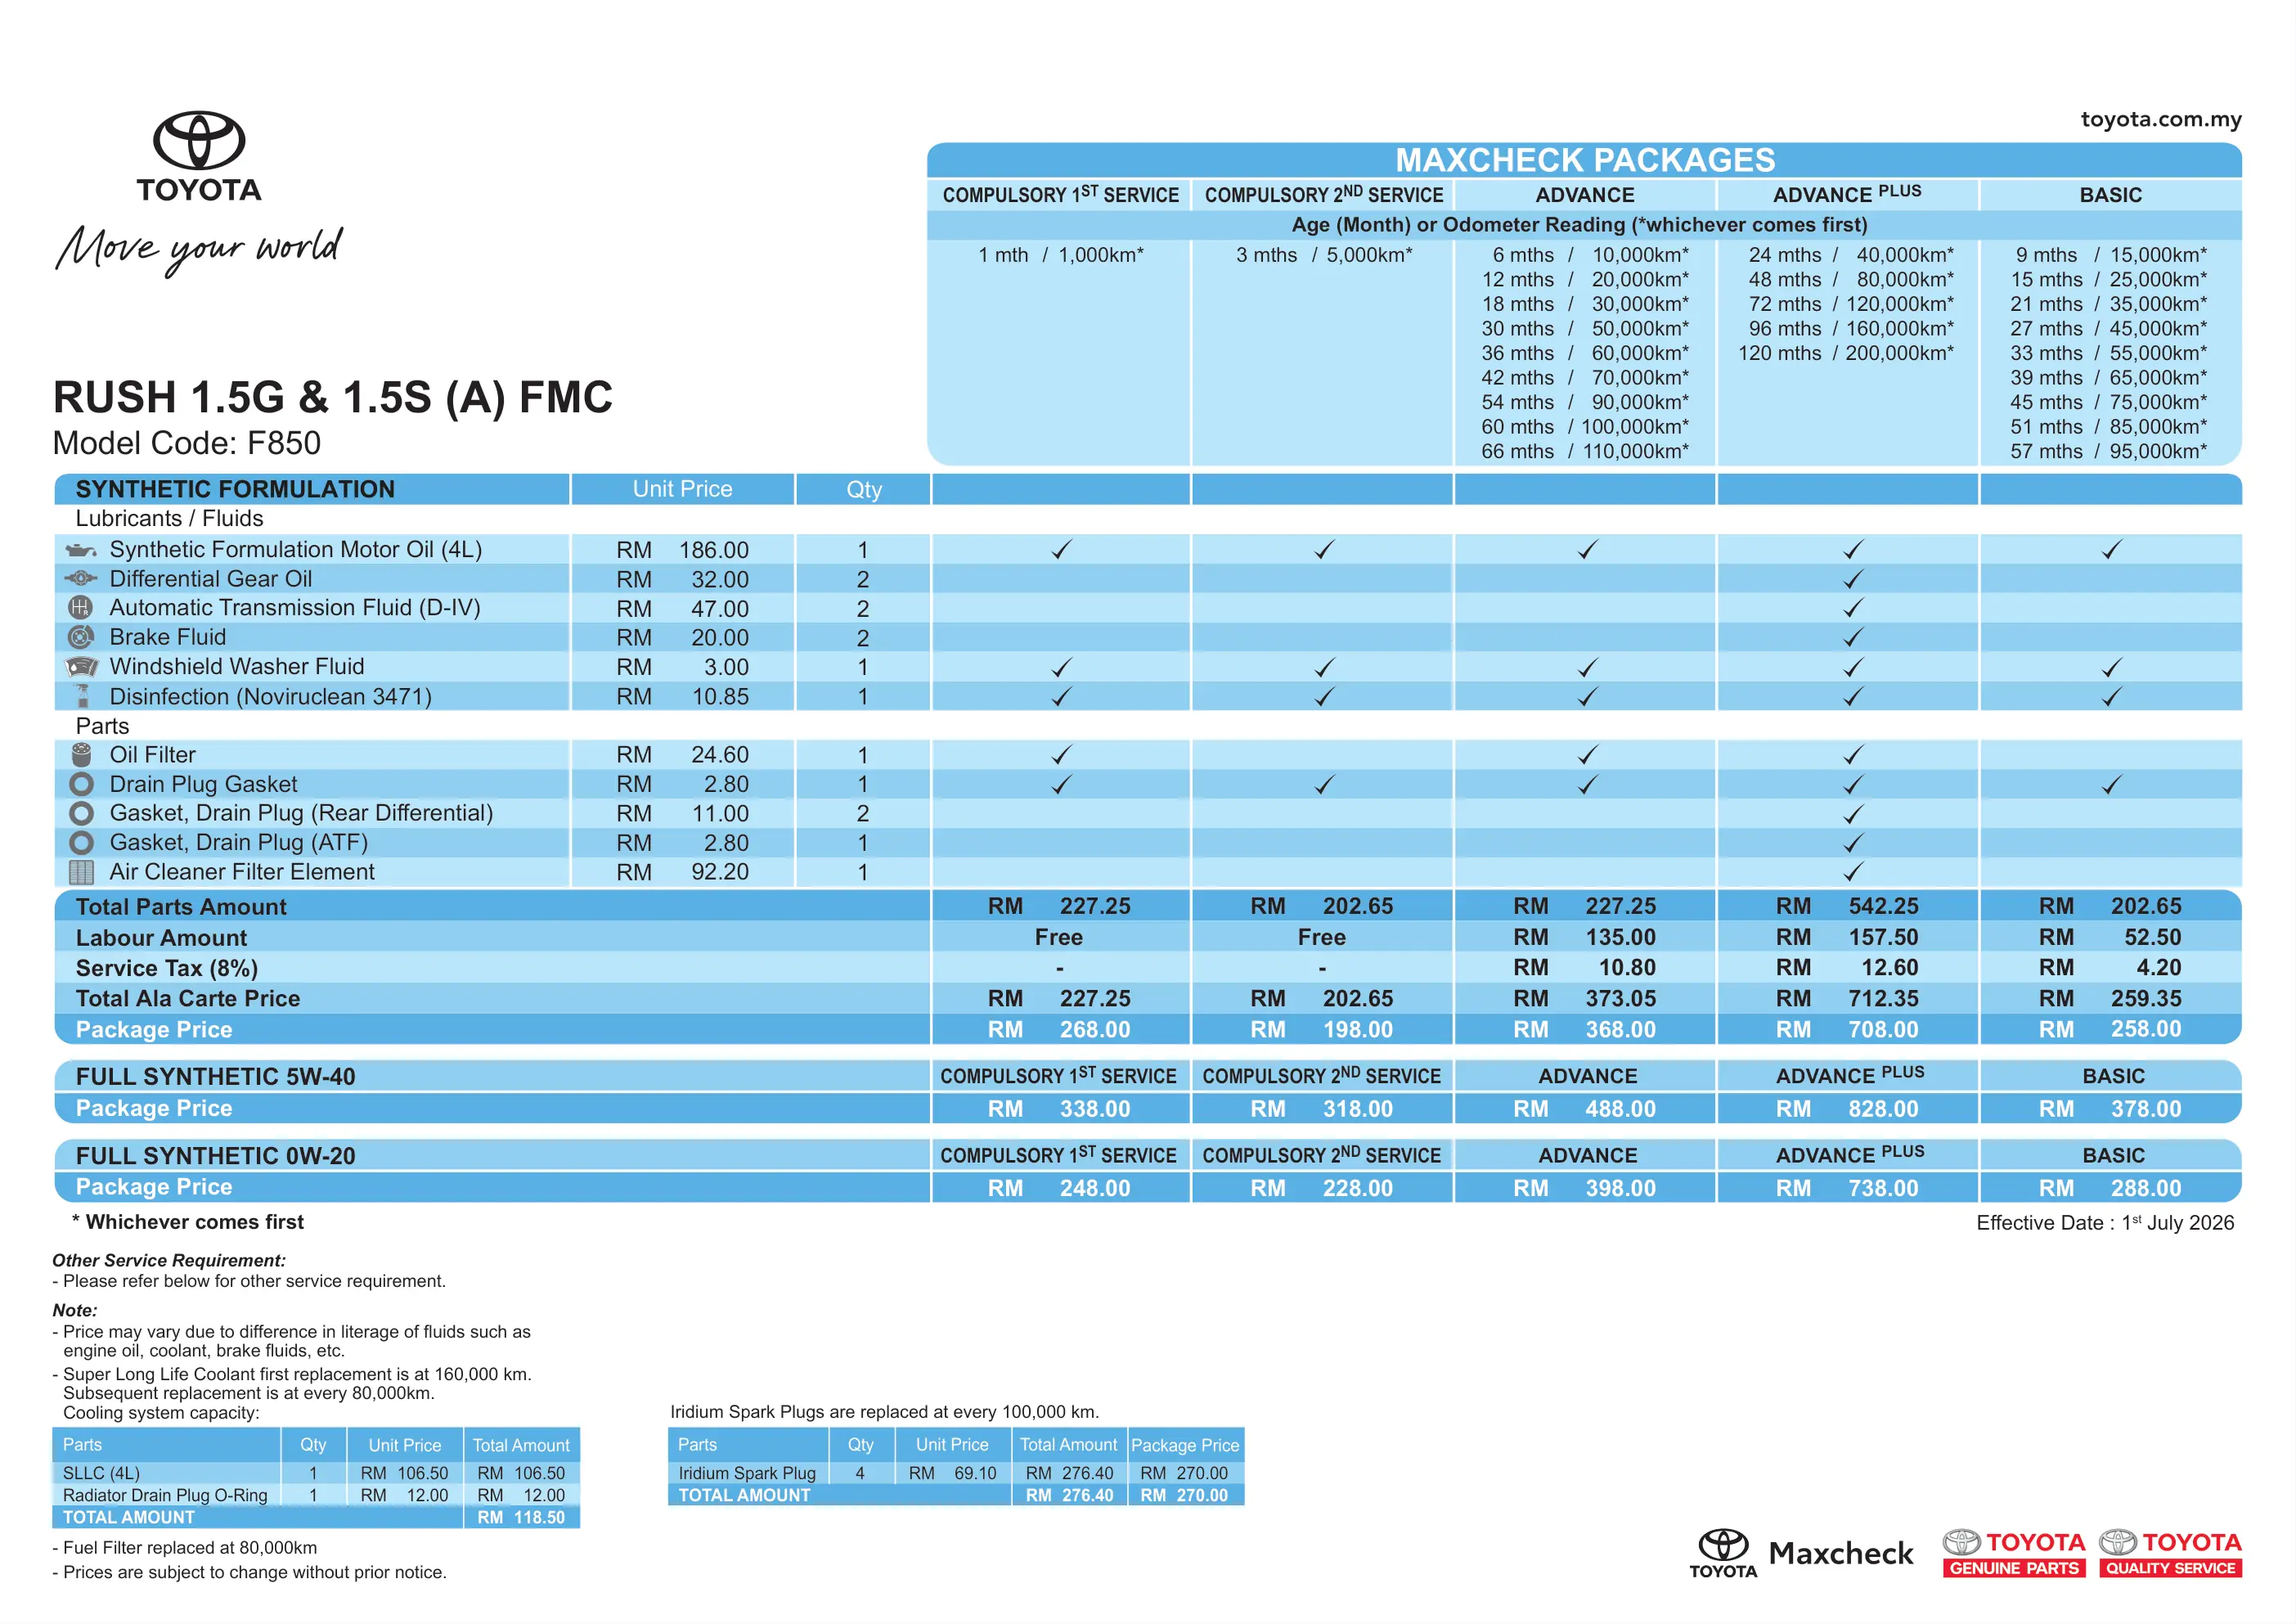 toyota.com.my
TOYOTA
Move your world
RUSH 1.5G & 1.5S (A) FMC
Model Code: F850
MAXCHECK PACKAGES
COMPULSORY 1ST SERVICE COMPULSORY 2ND SERVICE ADVANCE ADVANCE PLUS BASIC
Age (Month) or Odometer Reading (*whichever comes first)
1 mth / 1,000km* 3 mths / 5,000km* 6 mths / 10,000km* 24 mths / 40,000km* 9 mths / 15,000km*
12 mths / 20,000km* 48 mths / 80,000km* 15 mths / 25,000km*
18 mths / 30,000km* 72 mths / 120,000km* 21 mths / 35,000km*
30 mths / 50,000km* 96 mths / 160,000km* 27 mths / 45,000km*
36 mths / 60,000km* 120 mths / 200,000km* 33 mths / 55,000km*
42 mths / 70,000km* 39 mths / 65,000km*
54 mths / 90,000km* 45 mths / 75,000km*
60 mths / 100,000km* 51 mths / 85,000km*
66 mths / 110,000km* 57 mths / 95,000km*
SYNTHETIC FORMULATION Unit Price Qty
Lubricants / Fluids
Synthetic Formulation Motor Oil (4L) RM 186.00 1 ✓ ✓ ✓ ✓ ✓
Differential Gear Oil RM 32.00 2 ✓
Automatic Transmission Fluid (D-IV) RM 47.00 2 ✓
Brake Fluid RM 20.00 2 ✓
Windshield Washer Fluid RM 3.00 1 ✓ ✓ ✓ ✓ ✓
Disinfection (Noviruclean 3471) RM 10.85 1 ✓ ✓ ✓ ✓ ✓
Parts
Oil Filter RM 24.60 1 ✓ ✓ ✓
Drain Plug Gasket RM 2.80 1 ✓ ✓ ✓ ✓ ✓
Gasket, Drain Plug (Rear Differential) RM 11.00 2 ✓
Gasket, Drain Plug (ATF) RM 2.80 1 ✓
Air Cleaner Filter Element RM 92.20 1 ✓
Total Parts Amount RM 227.25 RM 202.65 RM 227.25 RM 542.25 RM 202.65
Labour Amount Free Free RM 135.00 RM 157.50 RM 52.50
Service Tax (8%) - - RM 10.80 RM 12.60 RM 4.20
Total Ala Carte Price RM 227.25 RM 202.65 RM 373.05 RM 712.35 RM 259.35
Package Price RM 268.00 RM 198.00 RM 368.00 RM 708.00 RM 258.00
FULL SYNTHETIC 5W-40 COMPULSORY 1ST SERVICE COMPULSORY 2ND SERVICE ADVANCE ADVANCE PLUS BASIC
Package Price RM 338.00 RM 318.00 RM 488.00 RM 828.00 RM 378.00
FULL SYNTHETIC 0W-20 COMPULSORY 1ST SERVICE COMPULSORY 2ND SERVICE ADVANCE ADVANCE PLUS BASIC
Package Price RM 248.00 RM 228.00 RM 398.00 RM 738.00 RM 288.00
* Whichever comes first
Effective Date : 1st July 2026
Other Service Requirement:
- Please refer below for other service requirement.
Note:
- Price may vary due to difference in literage of fluids such as
engine oil, coolant, brake fluids, etc.
- Super Long Life Coolant first replacement is at 160,000 km.
Subsequent replacement is at every 80,000km.
Cooling system capacity:
Parts Qty Unit Price Total Amount
SLLC (4L) 1 RM 106.50 RM 106.50
Radiator Drain Plug O-Ring 1 RM 12.00 RM 12.00
TOTAL AMOUNT RM 118.50
Iridium Spark Plugs are replaced at every 100,000 km.
Parts Qty Unit Price Total Amount Package Price
Iridium Spark Plug 4 RM 69.10 RM 276.40 RM 270.00
TOTAL AMOUNT RM 276.40 RM 270.00
- Fuel Filter replaced at 80,000km
- Prices are subject to change without prior notice.
TOYOTA
Maxcheck
TOYOTA
GENUINE PARTS
TOYOTA
QUALITY SERVICE